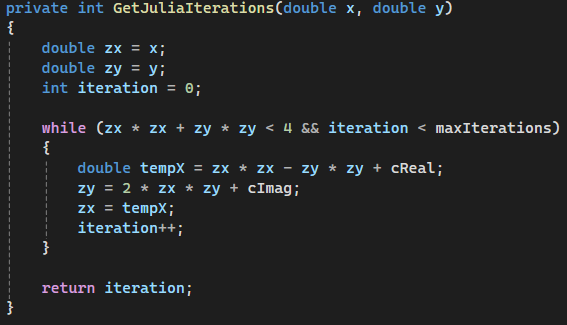 private int GetJuliaIterations(double x, double y)
{
    double zx = x;
    double zy = y;
    int iteration = 0;

    while (zx * zx + zy * zy < 4 && iteration < maxIterations)
    {
        double tempX = zx * zx - zy * zy + cReal;
        zy = 2 * zx * zy + cImag;
        zx = tempX;
        iteration++;
    }

    return iteration;
}